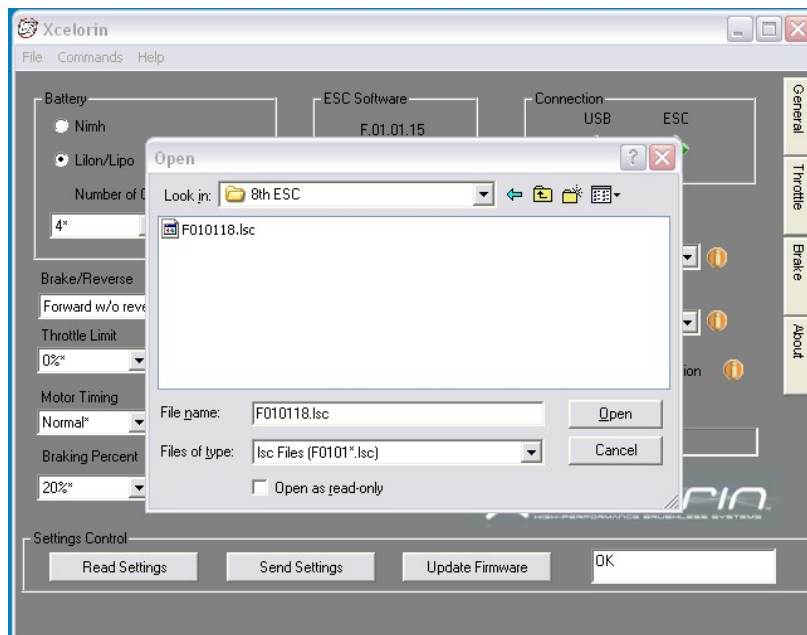 Xcelorin
File Commands Help
Battery
ESC Software
Connection
Nimh
F.01.01.15
USB ESC
LiIon/Lipo
Number of
4*
General
Throttle
Brake
About
Open
Look in: 8th ESC
F010118.lsc
File name: F010118.lsc
Open
Files of type: lsc Files (F0101*.lsc)
Cancel
Open as read-only
Brake/Reverse
Forward w/o reve
Throttle Limit
0%*
Motor Timing
Normal*
Braking Percent
20%*
ion
HIGH-PERFORMANCE BRUSHLESS SYSTEMS
Settings Control
Read Settings
Send Settings
Update Firmware
OK